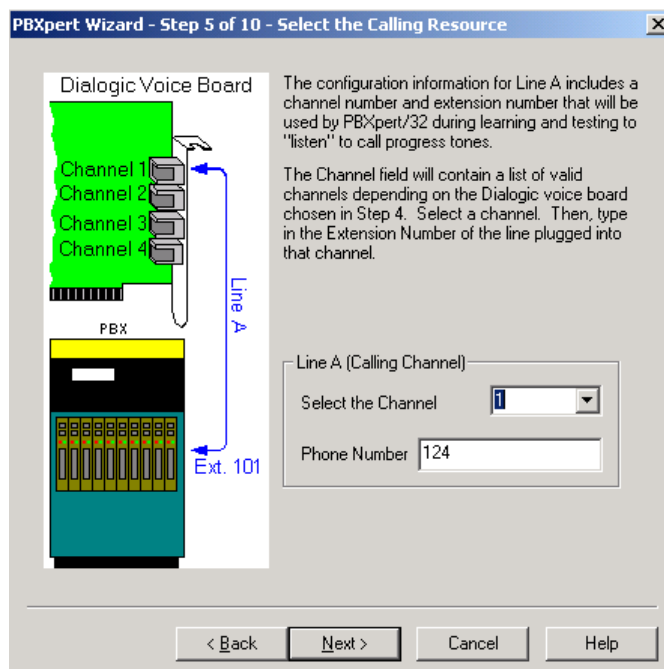 PBXpert Wizard - Step 5 of 10 - Select the Calling Resource
Dialogic Voice Board
Channel 1
Channel 2
Channel 3
Channel 4
Line A
PBX
Ext. 101
The configuration information for Line A includes a
channel number and extension number that will be
used by PBXpert/32 during learning and testing to
"listen" to call progress tones.
The Channel field will contain a list of valid
channels depending on the Dialogic voice board
chosen in Step 4.  Select a channel.  Then, type
in the Extension Number of the line plugged into
that channel.
Line A (Calling Channel)
Select the Channel 1
Phone Number 124
< Back Next > Cancel Help